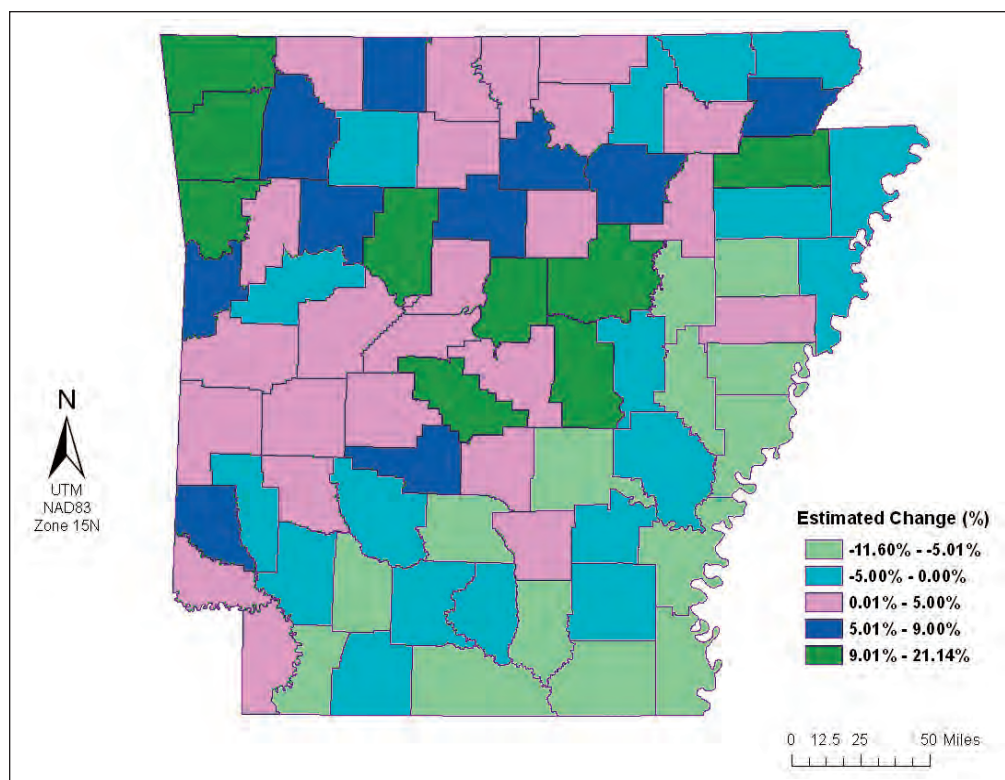 N
UTM
NAD83
Zone 15N
Estimated Change (%)
-11.60% - -5.01%
-5.00% - 0.00%
0.01% - 5.00%
5.01% - 9.00%
9.01% - 21.14%
0 12.5 25 50 Miles